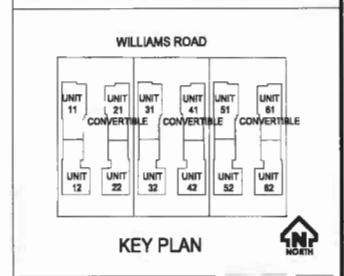 WILLIAMS ROAD
UNIT UNIT UNIT UNIT UNIT UNIT
11 21 31 41 51 61
CONVERTIBLE CONVERTIBLE CONVERTIBLE
UNIT UNIT UNIT UNIT UNIT UNIT
12 22 32 42 52 62
KEY PLAN
N
NORTH